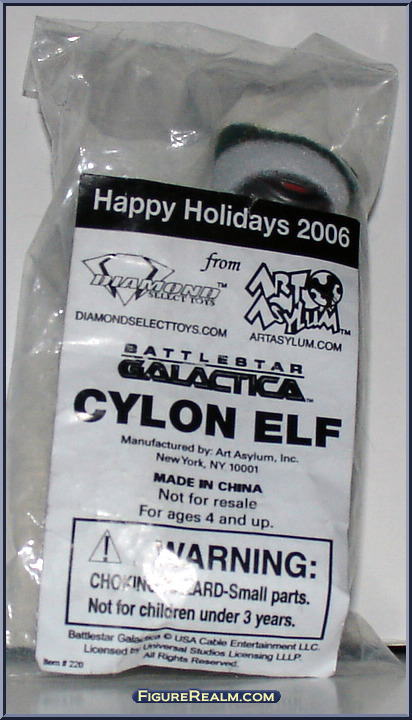 Happy Holidays 2006
from
DIAMOND
SELECT TOYS™
ART
ASYLUM™
DIAMONDSELECTTOYS.COM
ARTASYLUM.COM
BATTLESTAR
GALACTICA™
CYLON ELF
Manufactured by: Art Asylum, Inc.
New York, NY 10001
MADE IN CHINA
Not for resale
For ages 4 and up.
WARNING:
CHOKING HAZARD-Small parts.
Not for children under 3 years.
Battlestar Galactica © USA Cable Entertainment LLC.
Licensed by Universal Studios Licensing LLLP.
All Rights Reserved.
Item # 220
FIGUREREALM.COM